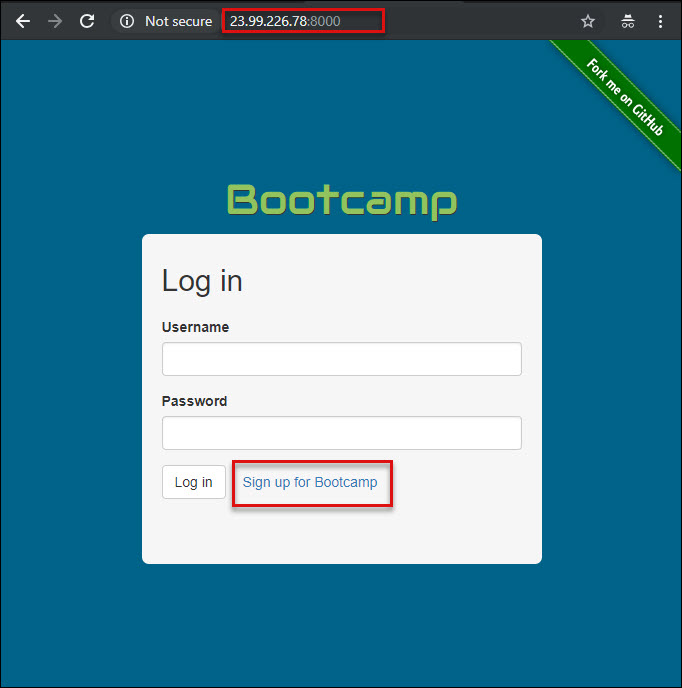 Not secure 23.99.226.78:8000
Fork me on GitHub
Bootcamp
Log in
Username
Password
Log in Sign up for Bootcamp